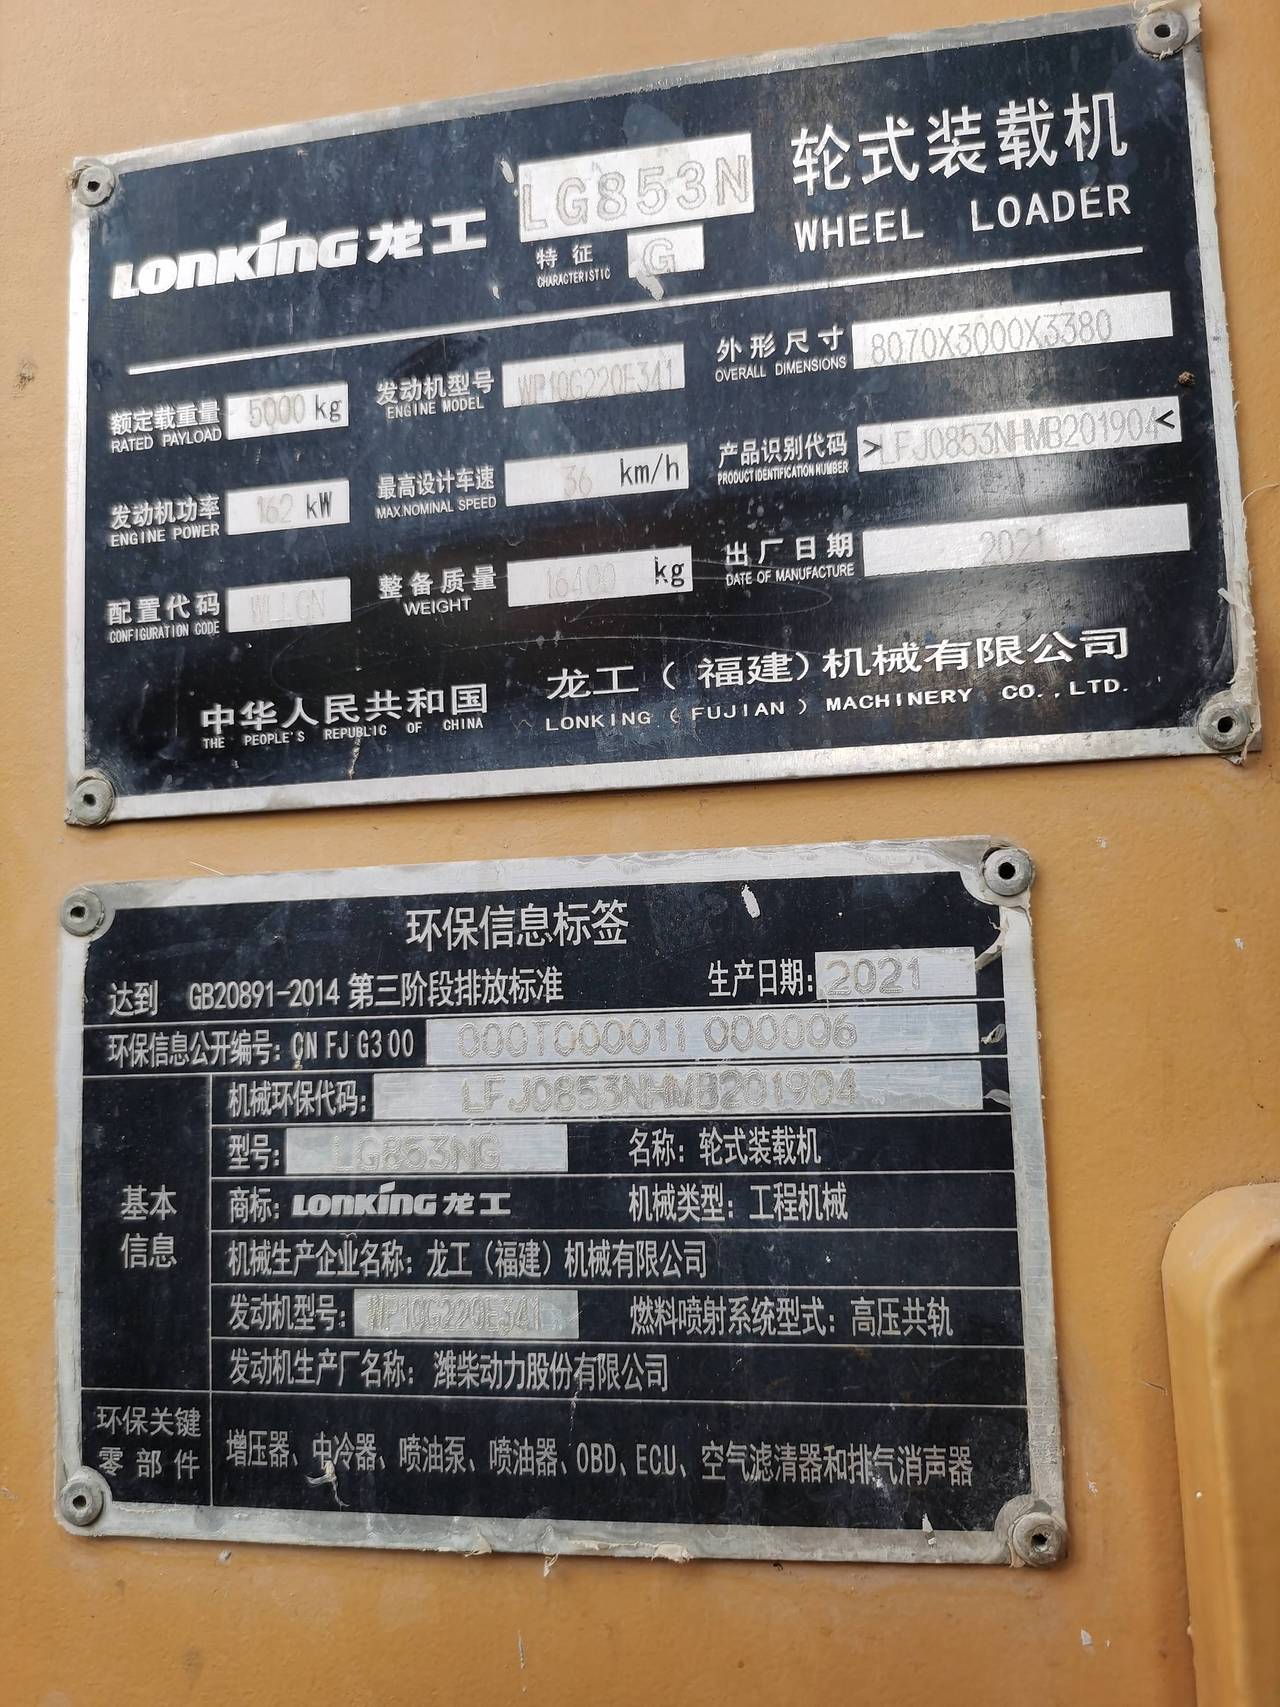 LONKING 龙工 LG853N 轮式装载机
特征 G WHEEL LOADER
CHARACTERISTIC
额定载重量 5000 kg 发动机型号 WP10G220E341 外形尺寸 8070X3000X3380
RATED PAYLOAD ENGINE MODEL OVERALL DIMENSIONS
发动机功率 162 kW 最高设计车速 36 km/h 产品识别代码 >LFJ0853NHMB201904<
ENGINE POWER MAX.NOMINAL SPEED PRODUCT IDENTIFICATION NUMBER
配置代码 WLLGN 整备质量 16400 kg 出厂日期 2021
CONFIGURATION CODE WEIGHT DATE OF MANUFACTURE
中华人民共和国 龙工(福建)机械有限公司
THE PEOPLE'S REPUBLIC OF CHINA LONKING (FUJIAN) MACHINERY CO.,LTD.
环保信息标签
达到 GB20891-2014 第三阶段排放标准 生产日期: 2021
环保信息公开编号: CN FJ G3 00 000T000011 000006
机械环保代码: LFJ0853NHMB201904
型号: LG853NG 名称: 轮式装载机
基本信息
商标: LONKING 龙工 机械类型: 工程机械
机械生产企业名称: 龙工(福建)机械有限公司
发动机型号: WP10G220E341 燃料喷射系统型式: 高压共轨
发动机生产厂名称: 潍柴动力股份有限公司
环保关键零部件 增压器、中冷器、喷油泵、喷油器、OBD、ECU、空气滤清器和排气消声器